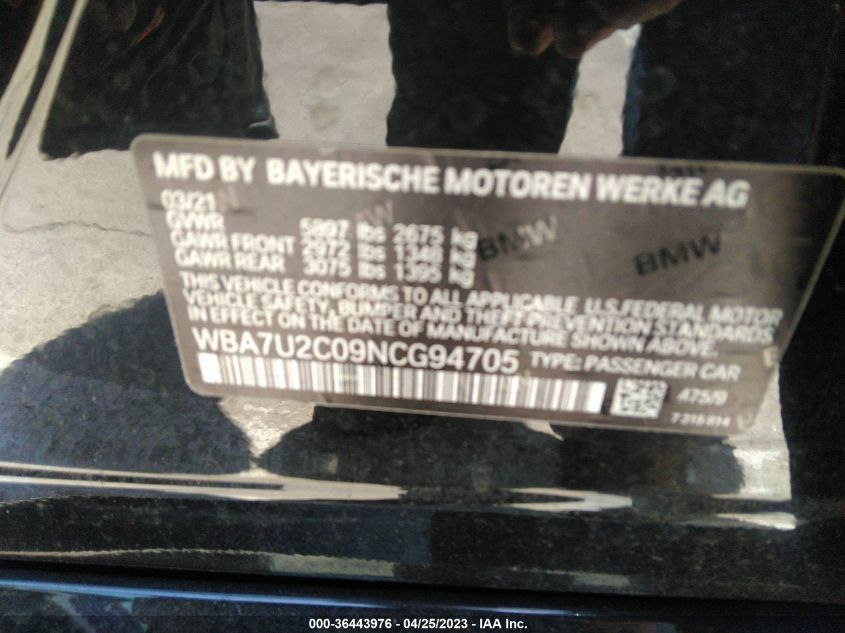 MFD BY BAYERISCHE MOTOREN WERKE AG
03/21
GVWR 5897 lbs 2675 kg
GAWR FRONT 2972 lbs 1348 kg
GAWR REAR 3075 lbs 1395 kg
THIS VEHICLE CONFORMS TO ALL APPLICABLE U.S.FEDERAL MOTOR
VEHICLE SAFETY, BUMPER AND THEFT PREVENTION STANDARDS
IN EFFECT ON THE DATE OF MANUFACTURE SHOWN ABOVE.
WBA7U2C09NCG94705 TYPE: PASSENGER CAR
475/9
BMW
BMW
000-36443976 / 04/25/2023 - IAA Inc.